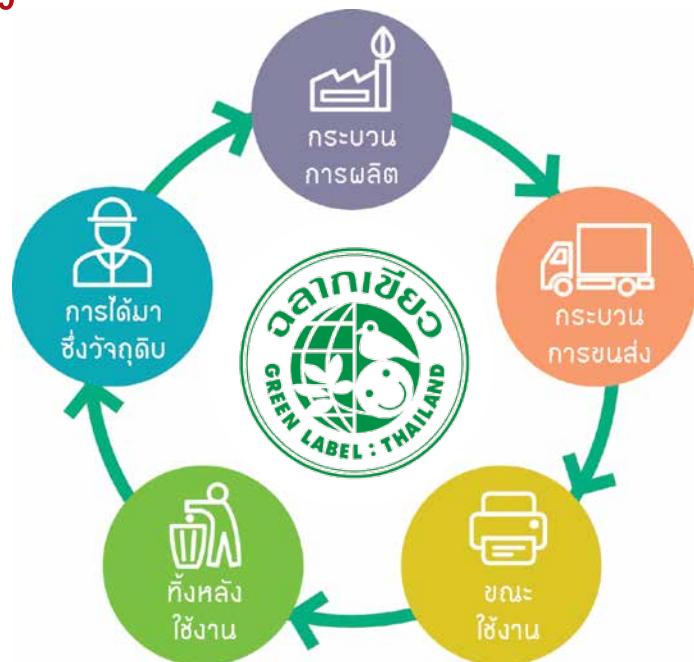 กระบวน
การผลิต
การได้มา
ซึ่งวัจถุดิบ
กระบวน
การขนส่ง
ฉลากเขียว
GREEN LABEL : THAILAND
ทิ้งหลัง
ใช้งาน
ขณะ
ใช้งาน